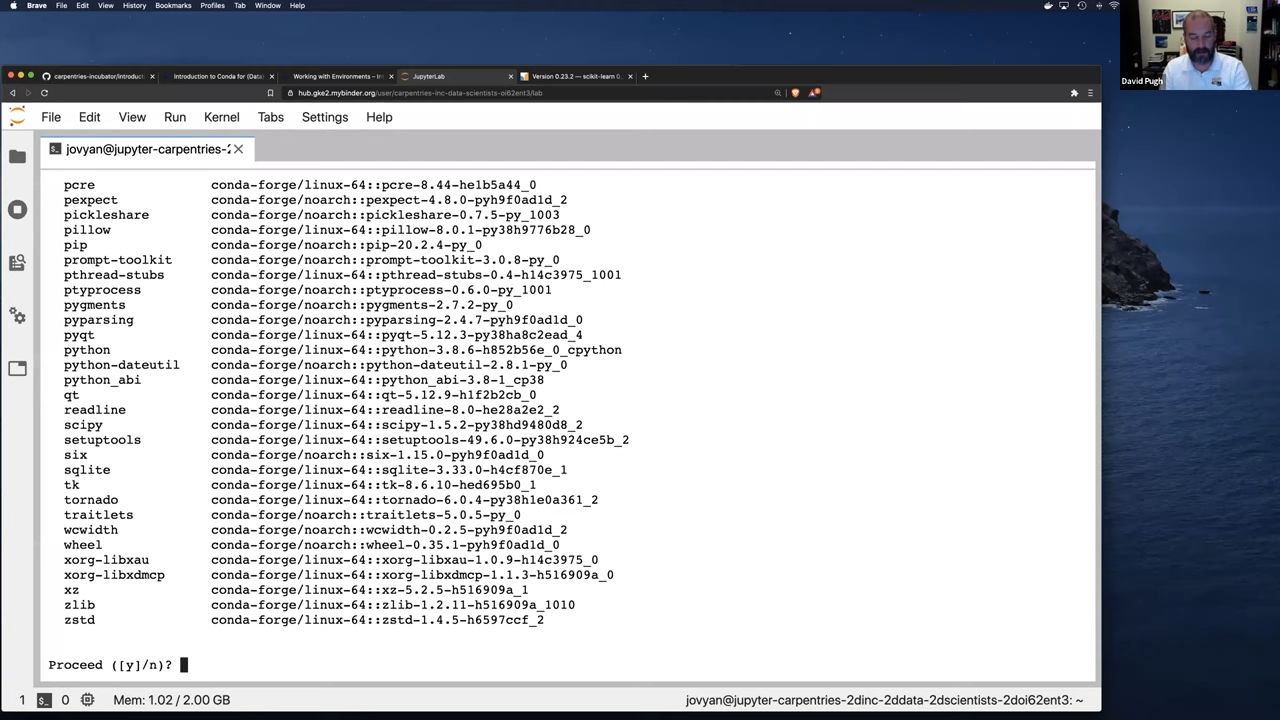 Brave File Edit View History Bookmarks Profiles Tab Window Help
David Pugh
carpentries-incubator/introduct
Introduction to Conda for (Data)
Working with Environments – In
JupyterLab
Version 0.23.2 — scikit-learn 0.
hub.gke2.mybinder.org/user/carpentries-inc-data-scientists-oi62ent3/lab
File Edit View Run Kernel Tabs Settings Help
jovyan@jupyter-carpentries-2
pcre conda-forge/linux-64::pcre-8.44-he1b5a44_0
pexpect conda-forge/noarch::pexpect-4.8.0-pyh9f0ad1d_2
pickleshare conda-forge/noarch::pickleshare-0.7.5-py_1003
pillow conda-forge/linux-64::pillow-8.0.1-py38h9776b28_0
pip conda-forge/noarch::pip-20.2.4-py_0
prompt-toolkit conda-forge/noarch::prompt-toolkit-3.0.8-py_0
pthread-stubs conda-forge/linux-64::pthread-stubs-0.4-h14c3975_1001
ptyprocess conda-forge/noarch::ptyprocess-0.6.0-py_1001
pygments conda-forge/noarch::pygments-2.7.2-py_0
pyparsing conda-forge/noarch::pyparsing-2.4.7-pyh9f0ad1d_0
pyqt conda-forge/linux-64::pyqt-5.12.3-py38ha8c2ead_4
python conda-forge/linux-64::python-3.8.6-h852b56e_0_cpython
python-dateutil conda-forge/noarch::python-dateutil-2.8.1-py_0
python_abi conda-forge/linux-64::python_abi-3.8-1_cp38
qt conda-forge/linux-64::qt-5.12.9-h1f2b2cb_0
readline conda-forge/linux-64::readline-8.0-he28a2e2_2
scipy conda-forge/linux-64::scipy-1.5.2-py38hd9480d8_2
setuptools conda-forge/linux-64::setuptools-49.6.0-py38h924ce5b_2
six conda-forge/noarch::six-1.15.0-pyh9f0ad1d_0
sqlite conda-forge/linux-64::sqlite-3.33.0-h4cf870e_1
tk conda-forge/linux-64::tk-8.6.10-hed695b0_1
tornado conda-forge/linux-64::tornado-6.0.4-py38h1e0a361_2
traitlets conda-forge/noarch::traitlets-5.0.5-py_0
wcwidth conda-forge/noarch::wcwidth-0.2.5-pyh9f0ad1d_2
wheel conda-forge/noarch::wheel-0.35.1-pyh9f0ad1d_0
xorg-libxau conda-forge/linux-64::xorg-libxau-1.0.9-h14c3975_0
xorg-libxdmcp conda-forge/linux-64::xorg-libxdmcp-1.1.3-h516909a_0
xz conda-forge/linux-64::xz-5.2.5-h516909a_1
zlib conda-forge/linux-64::zlib-1.2.11-h516909a_1010
zstd conda-forge/linux-64::zstd-1.4.5-h6597ccf_2
Proceed ([y]/n)?
1 0 Mem: 1.02 / 2.00 GB jovyan@jupyter-carpentries-2dinc-2ddata-2dscientists-2doi62ent3: ~